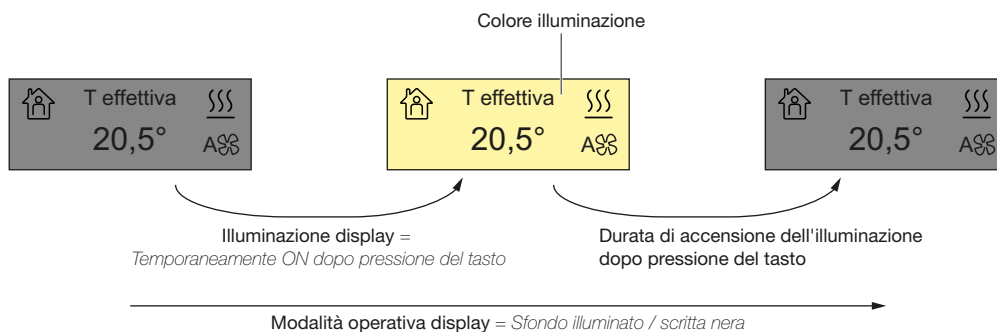 Colore illuminazione
T effettiva
20,5°
A
T effettiva
20,5°
A
T effettiva
20,5°
A
Illuminazione display =
Temporaneamente ON dopo pressione del tasto
Durata di accensione dell'illuminazione
dopo pressione del tasto
Modalità operativa display = Sfondo illuminato / scritta nera